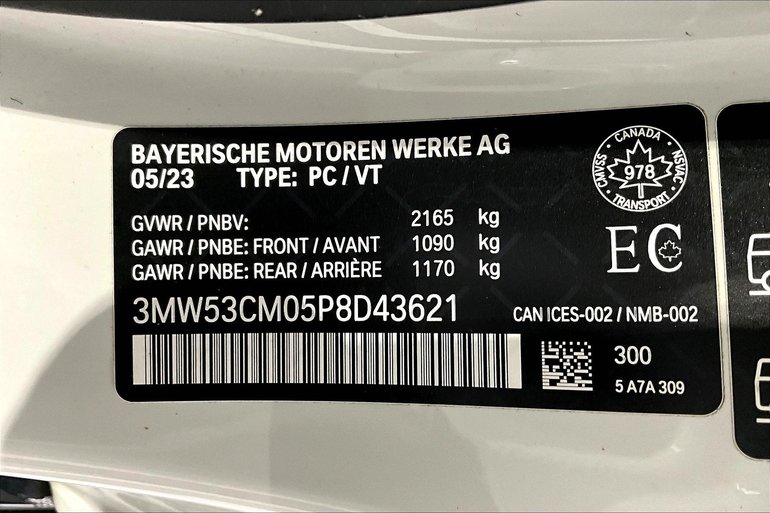 BAYERISCHE MOTOREN WERKE AG
05/23 TYPE: PC / VT
GVWR / PNBV: 2165 kg
GAWR / PNBE: FRONT / AVANT 1090 kg
GAWR / PNBE: REAR / ARRIÈRE 1170 kg
3MW53CM05P8D43621
CANADA
CMVSS
978
NSVAC
TRANSPORT
EC
CAN ICES-002 / NMB-002
300
5 A7A 309